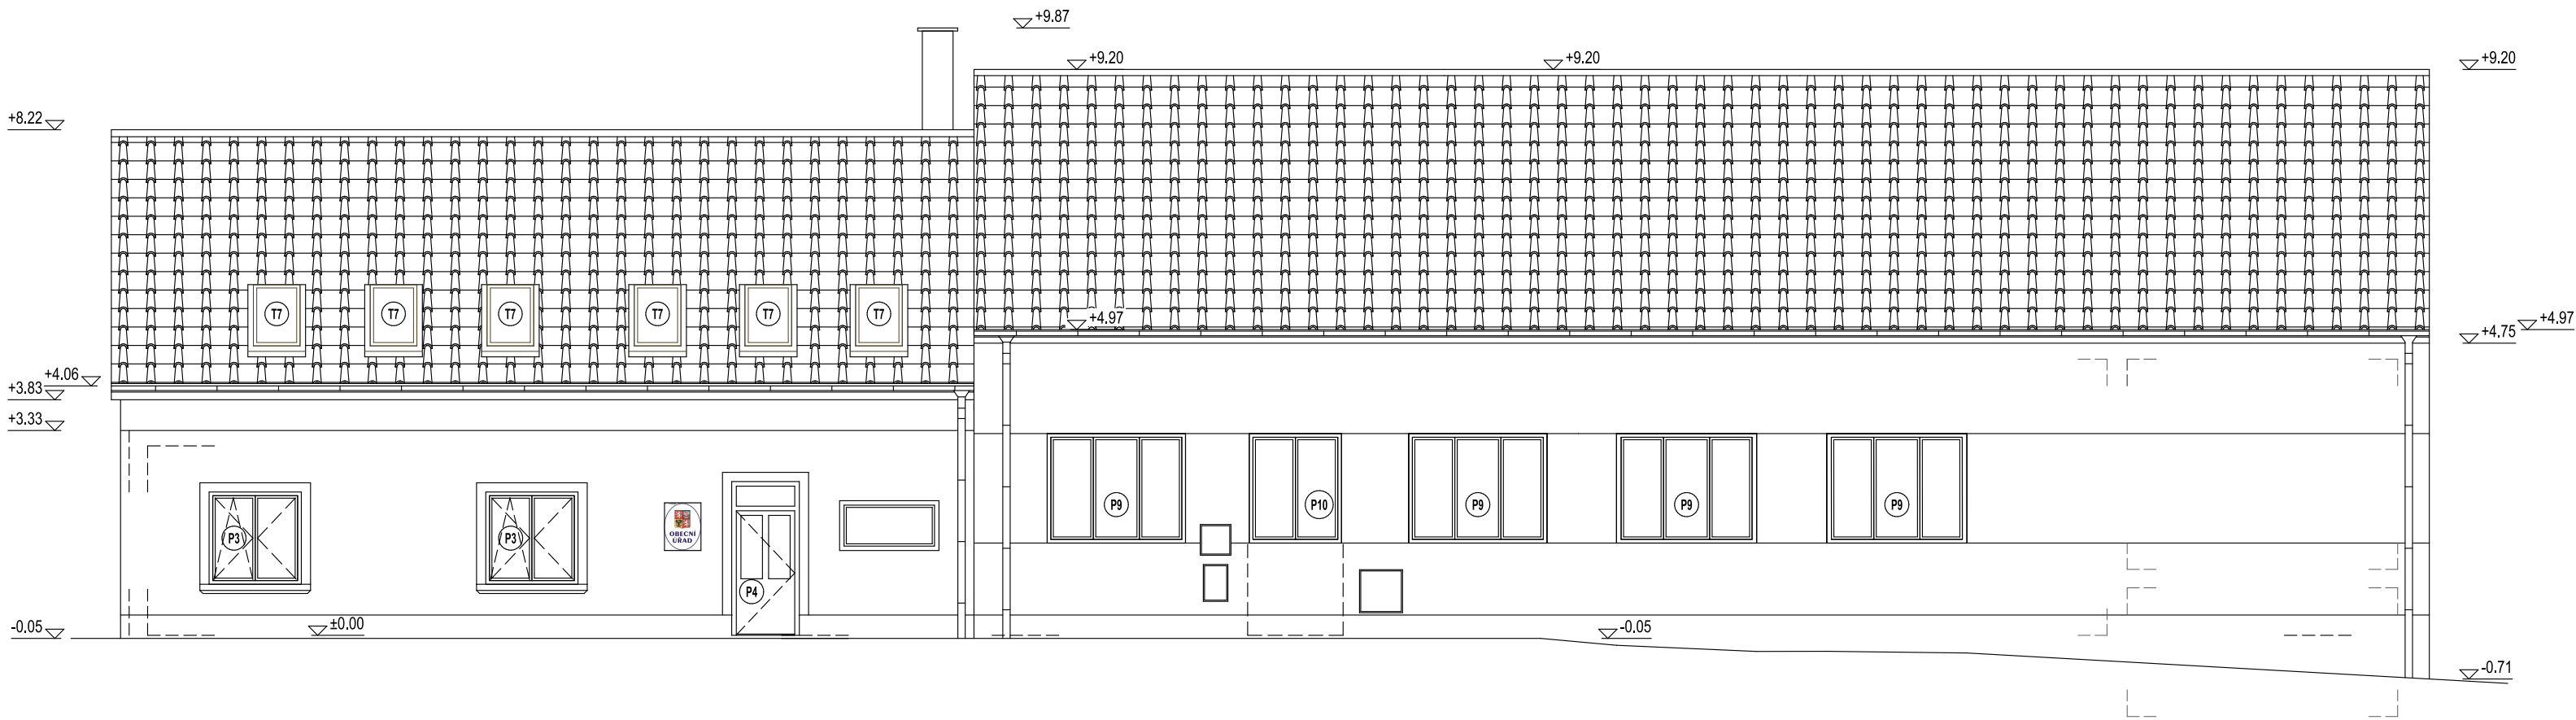 +9.87
+9.20
+9.20
+9.20
+8.22
T7
T7
T7
T7
T7
T7
+4.97
+4.97
+4.75
+4.06
+3.83
+3.33
P9
P10
P9
P9
P9
P3
P3
OBECNÍ
ÚŘAD
P4
-0.05
±0.00
-0.05
-0.71